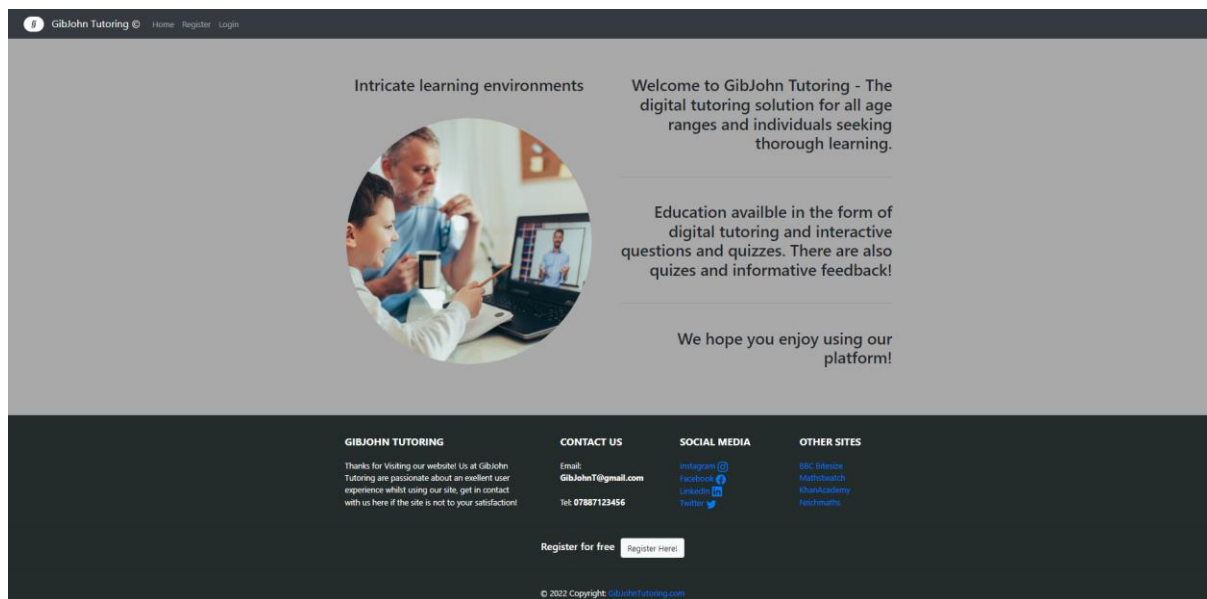 GibJohn Tutoring © Home Register Login
Intricate learning environments
Welcome to GibJohn Tutoring - The
digital tutoring solution for all age
ranges and individuals seeking
thorough learning.
Education availble in the form of
digital tutoring and interactive
questions and quizzes. There are also
quizes and informative feedback!
We hope you enjoy using our
platform!
GIBJOHN TUTORING
Thanks for Visiting our website! Us at GibJohn
Tutoring are passionate about an exellent user
experience whilst using our site, get in contact
with us here if the site is not to your satisfaction!
CONTACT US
Email:
GibJohnT@gmail.com
Tel: 07887123456
SOCIAL MEDIA
Instagram
Facebook
LinkedIn
Twitter
OTHER SITES
BBC Bitesize
Mathswatch
KhanAcademy
Register for free Register Here!
© 2022 Copyright: GibJohnTutoring.com